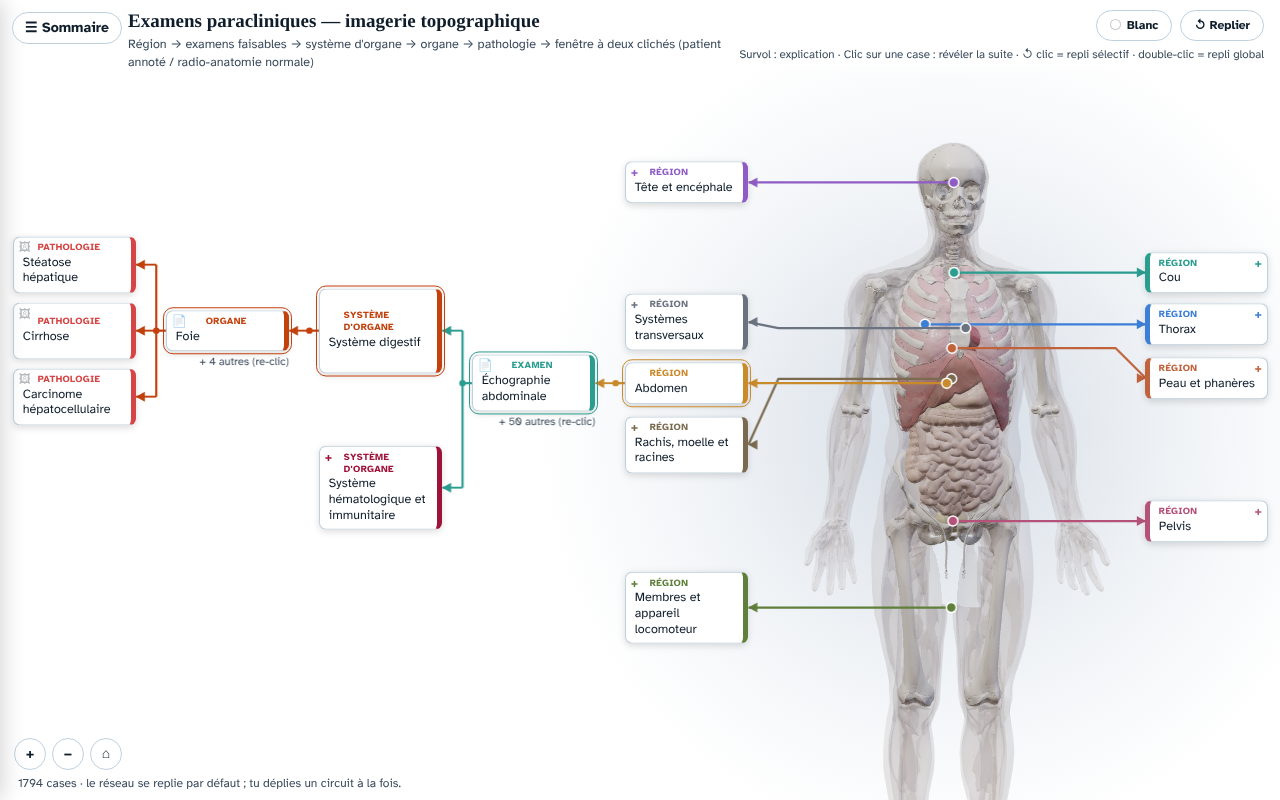 ☰ Sommaire
Examens paracliniques — imagerie topographique
Région → examens faisables → système d'organe → organe → pathologie → fenêtre à deux clichés (patient
annoté / radio-anatomie normale)
Blanc
↺ Replier
Survol : explication · Clic sur une case : révéler la suite · ↺ clic = repli sélectif · double-clic = repli global
+ RÉGION
Tête et encéphale
PATHOLOGIE
Stéatose
hépatique
PATHOLOGIE
Cirrhose
PATHOLOGIE
Carcinome
hépatocellulaire
ORGANE
Foie
+ 4 autres (re-clic)
SYSTÈME
D'ORGANE
Système digestif
+ SYSTÈME
D'ORGANE
Système
hématologique et
immunitaire
EXAMEN
Échographie
abdominale
+ 50 autres (re-clic)
+ RÉGION
Systèmes
transversaux
RÉGION
Abdomen
+ RÉGION
Rachis, moelle et
racines
+ RÉGION
Membres et
appareil
locomoteur
RÉGION +
Cou
RÉGION +
Thorax
RÉGION +
Peau et phanères
RÉGION +
Pelvis
+ − ⌂
1794 cases · le réseau se replie par défaut ; tu déplies un circuit à la fois.